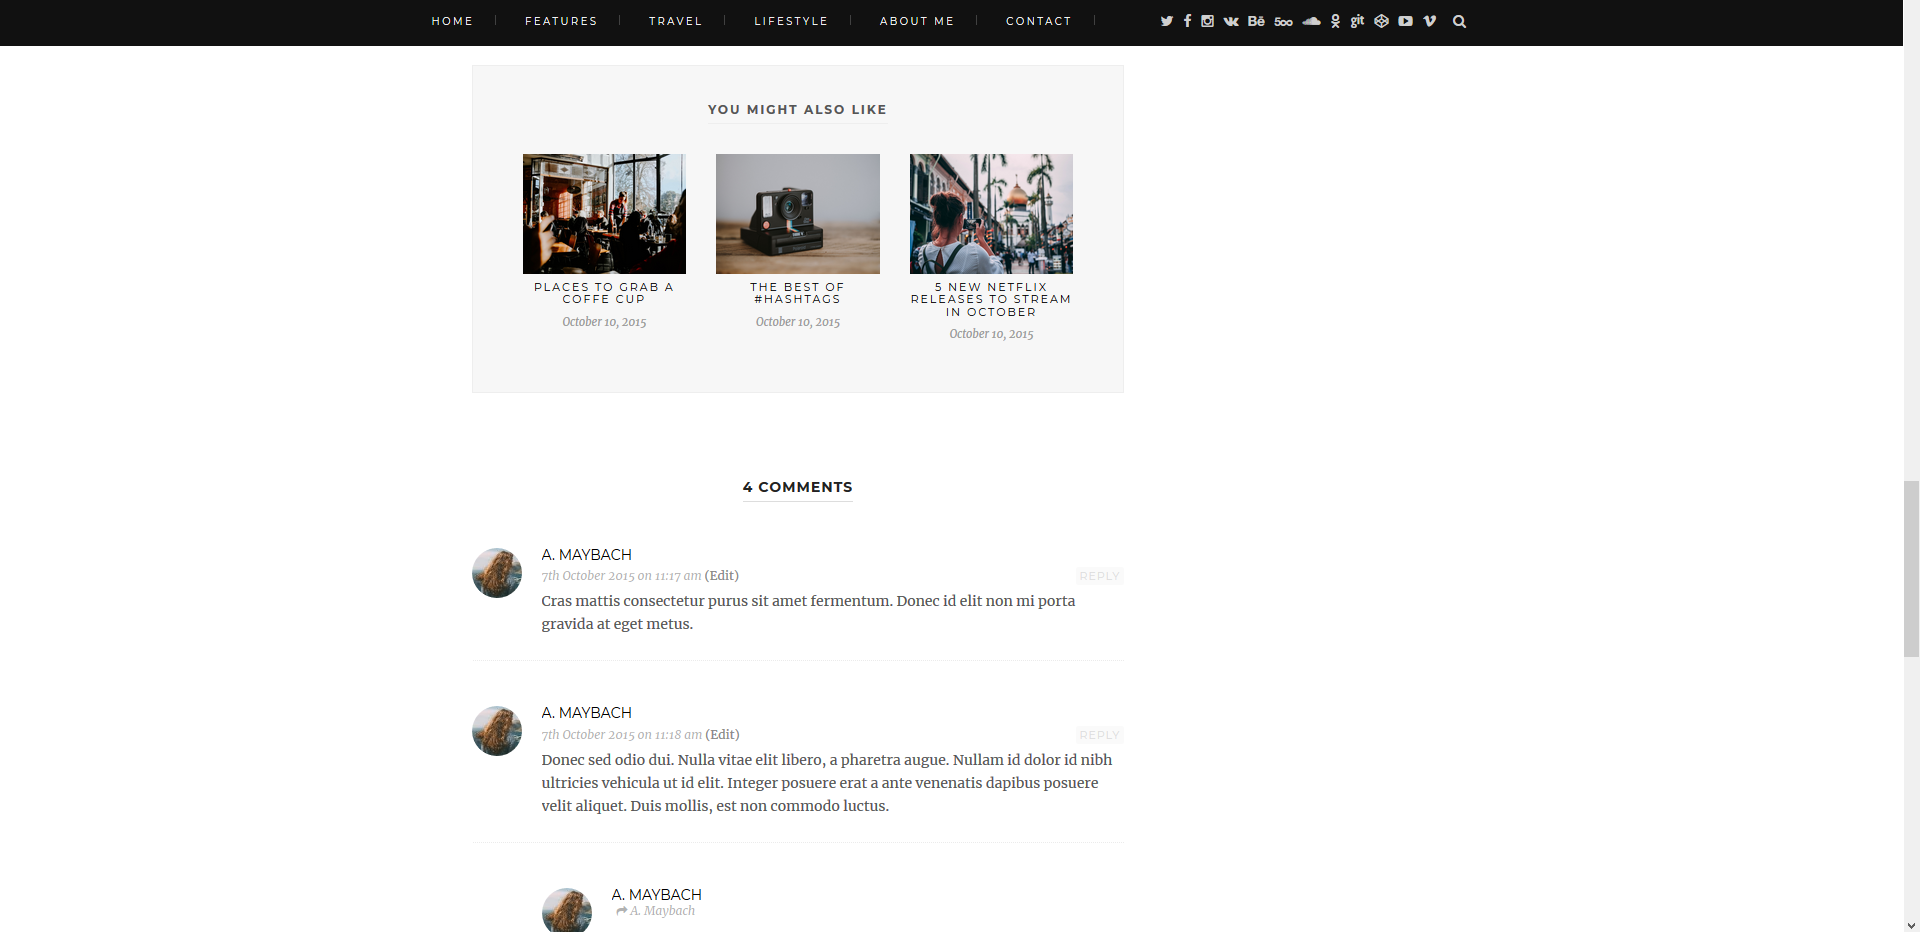 HOME FEATURES TRAVEL LIFESTYLE ABOUT ME CONTACT
YOU MIGHT ALSO LIKE
PLACES TO GRAB A
COFFE CUP
October 10, 2015
THE BEST OF
#HASHTAGS
October 10, 2015
5 NEW NETFLIX
RELEASES TO STREAM
IN OCTOBER
October 10, 2015
4 COMMENTS
A. MAYBACH
7th October 2015 on 11:17 am (Edit)
REPLY
Cras mattis consectetur purus sit amet fermentum. Donec id elit non mi porta
gravida at eget metus.
A. MAYBACH
7th October 2015 on 11:18 am (Edit)
REPLY
Donec sed odio dui. Nulla vitae elit libero, a pharetra augue. Nullam id dolor id nibh
ultricies vehicula ut id elit. Integer posuere erat a ante venenatis dapibus posuere
velit aliquet. Duis mollis, est non commodo luctus.
A. MAYBACH
A. Maybach